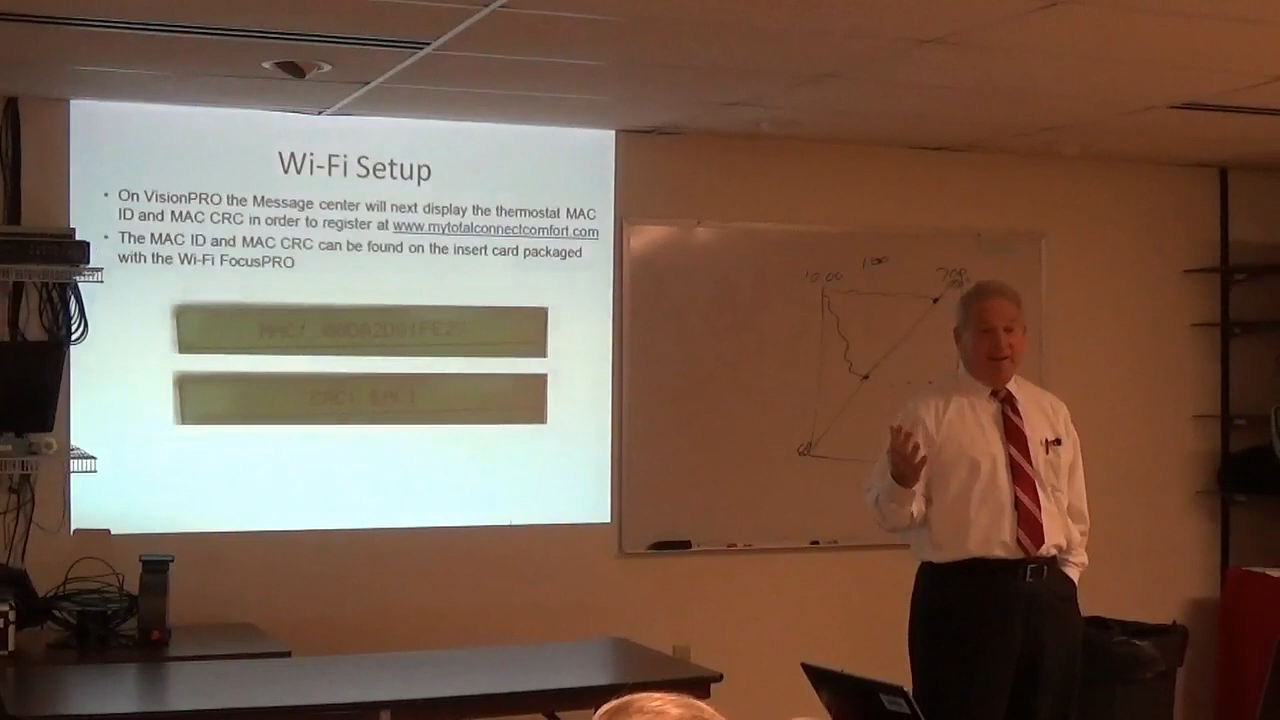 Wi-Fi Setup
• On VisionPRO the Message center will next display the thermostat MAC
ID and MAC CRC in order to register at www.mytotalconnectcomfort.com
• The MAC ID and MAC CRC can be found on the insert card packaged
with the Wi-Fi FocusPRO
MAC:
CRC: